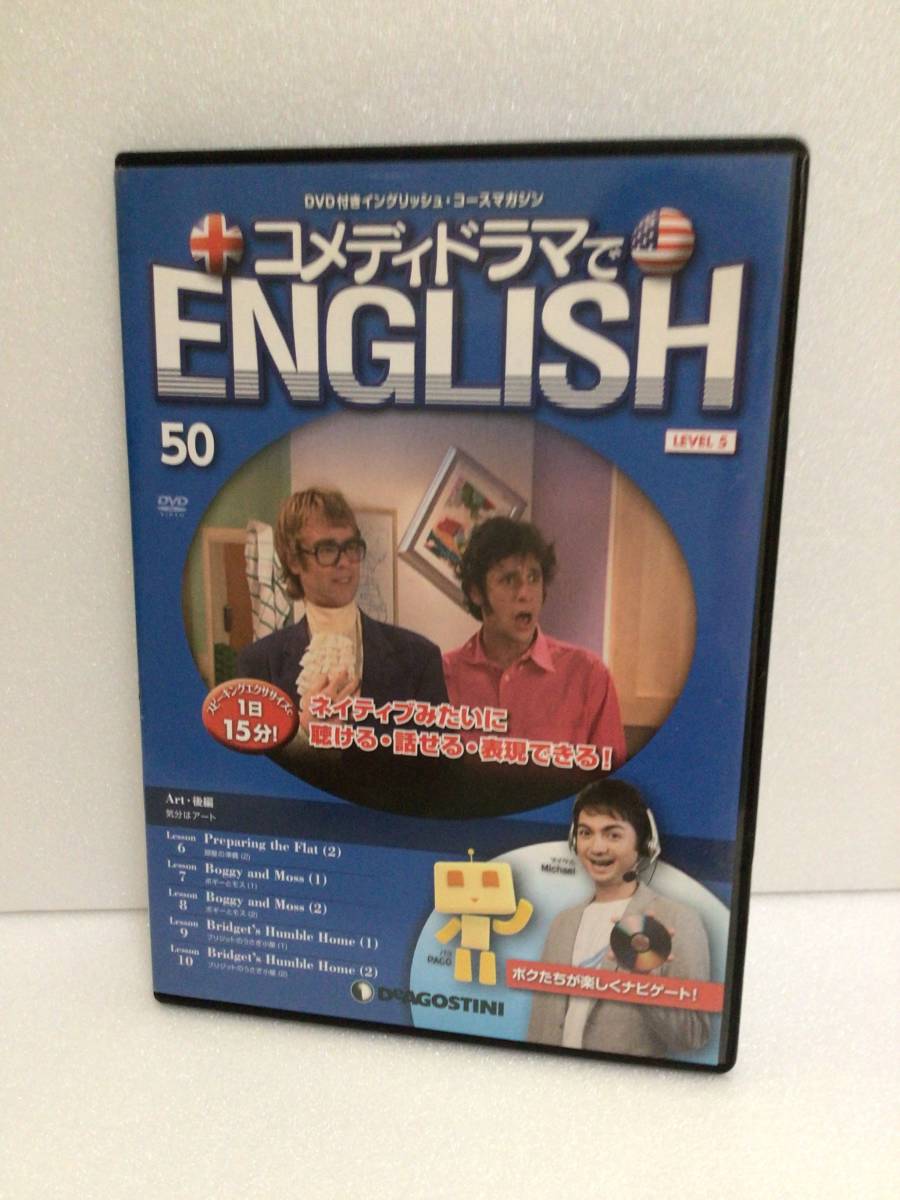 DVD付きイングリッシュ・コースマガジン
コメディドラマで
ENGLISH
50
LEVEL 5
DVD
VIDEO
スピーキングエクササイズで
1日
15分!
ネイティブみたいに
聴ける・話せる・表現できる!
Art・後編
気分はアート
Lesson 6 Preparing the Flat (2)
部屋の準備 (2)
Lesson 7 Boggy and Moss (1)
ボギーとモス (1)
Lesson 8 Boggy and Moss (2)
ボギーとモス (2)
Lesson 9 Bridget's Humble Home (1)
ブリジットのうさぎ小屋 (1)
Lesson 10 Bridget's Humble Home (2)
ブリジットのうさぎ小屋 (2)
マイケル
Michael
パゴ
PAGO
ボクたちが楽しくナビゲート!
DeAGOSTINI